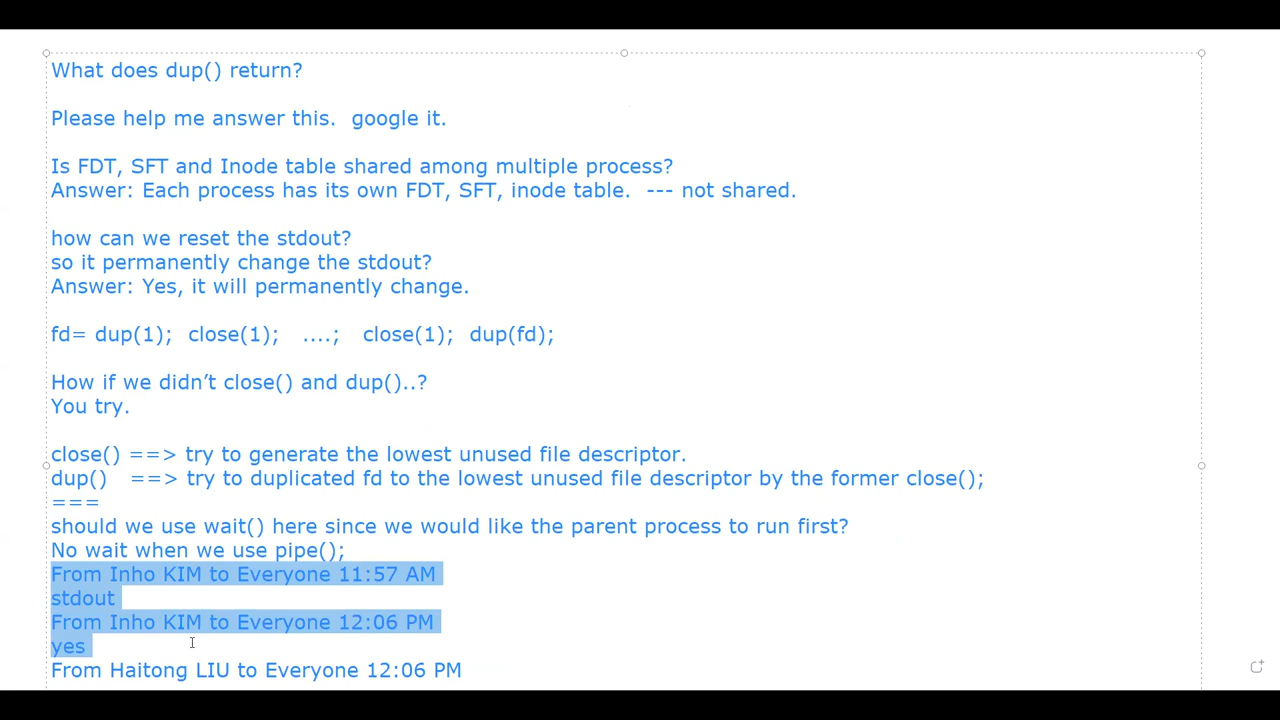 What does dup() return?
Please help me answer this.  google it.
Is FDT, SFT and Inode table shared among multiple process?
Answer: Each process has its own FDT, SFT, inode table.  --- not shared.
how can we reset the stdout?
so it permanently change the stdout?
Answer: Yes, it will permanently change.
fd= dup(1);  close(1);   ....;   close(1);  dup(fd);
How if we didn’t close() and dup()..?
You try.
close() ==> try to generate the lowest unused file descriptor.
dup()   ==> try to duplicated fd to the lowest unused file descriptor by the former close();
===
should we use wait() here since we would like the parent process to run first?
No wait when we use pipe();
From Inho KIM to Everyone 11:57 AM
stdout
From Inho KIM to Everyone 12:06 PM
yes
From Haitong LIU to Everyone 12:06 PM